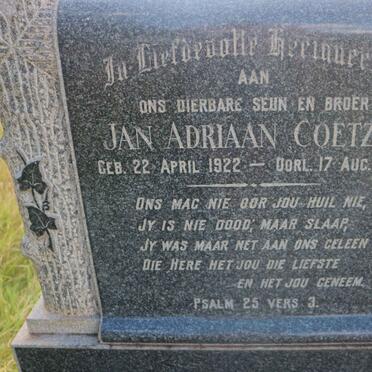 In Liefdevolle Herinner
AAN
ONS DIERBARE SEUN EN BROER
JAN ADRIAAN COETZ
GEB. 22 APRIL 1922 — OORL. 17 AUG.
ONS MAG NIE OOR JOU HUIL NIE,
JY IS NIE DOOD, MAAR SLAAP,
JY WAS MAAR NET AAN ONS GELEEN
DIE HERE HET JOU DIE LIEFSTE
EN HET JOU GENEEM.
PSALM 25 VERS 3.